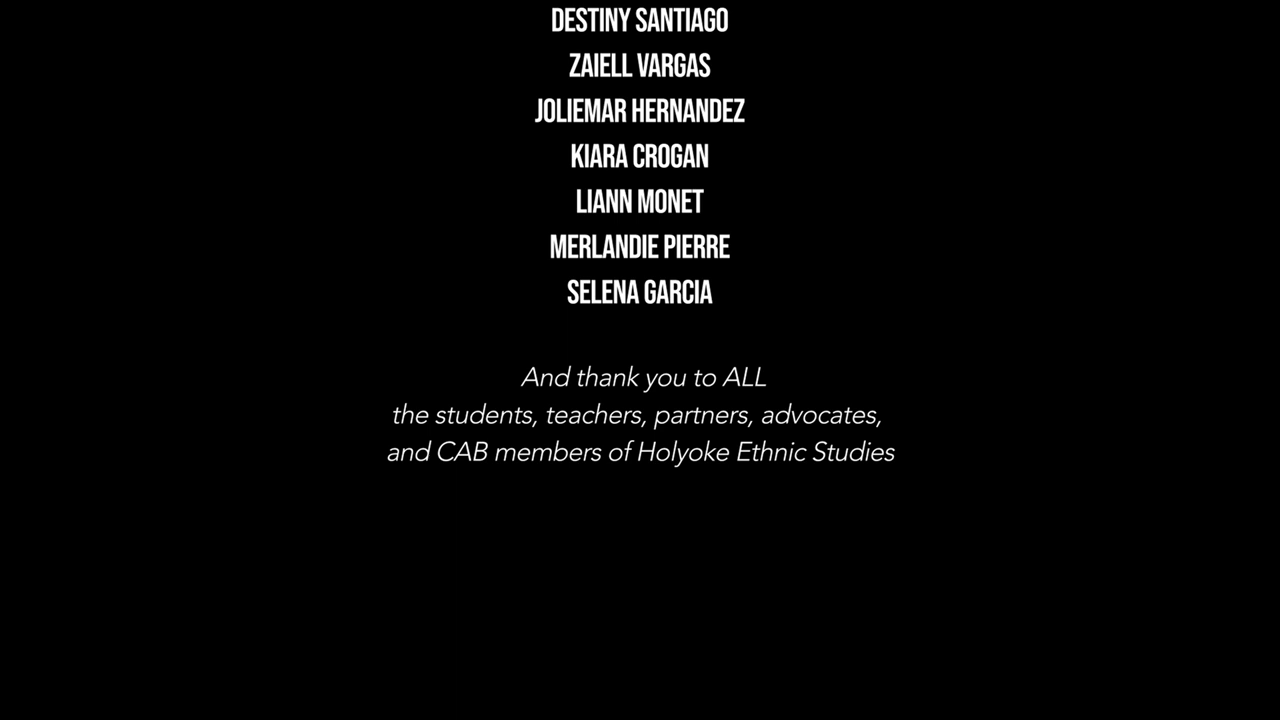 DESTINY SANTIAGO
ZAIELL VARGAS
JOLIEMAR HERNANDEZ
KIARA CROGAN
LIANN MONET
MERLANDIE PIERRE
SELENA GARCIA
And thank you to ALL
the students, teachers, partners, advocates,
and CAB members of Holyoke Ethnic Studies